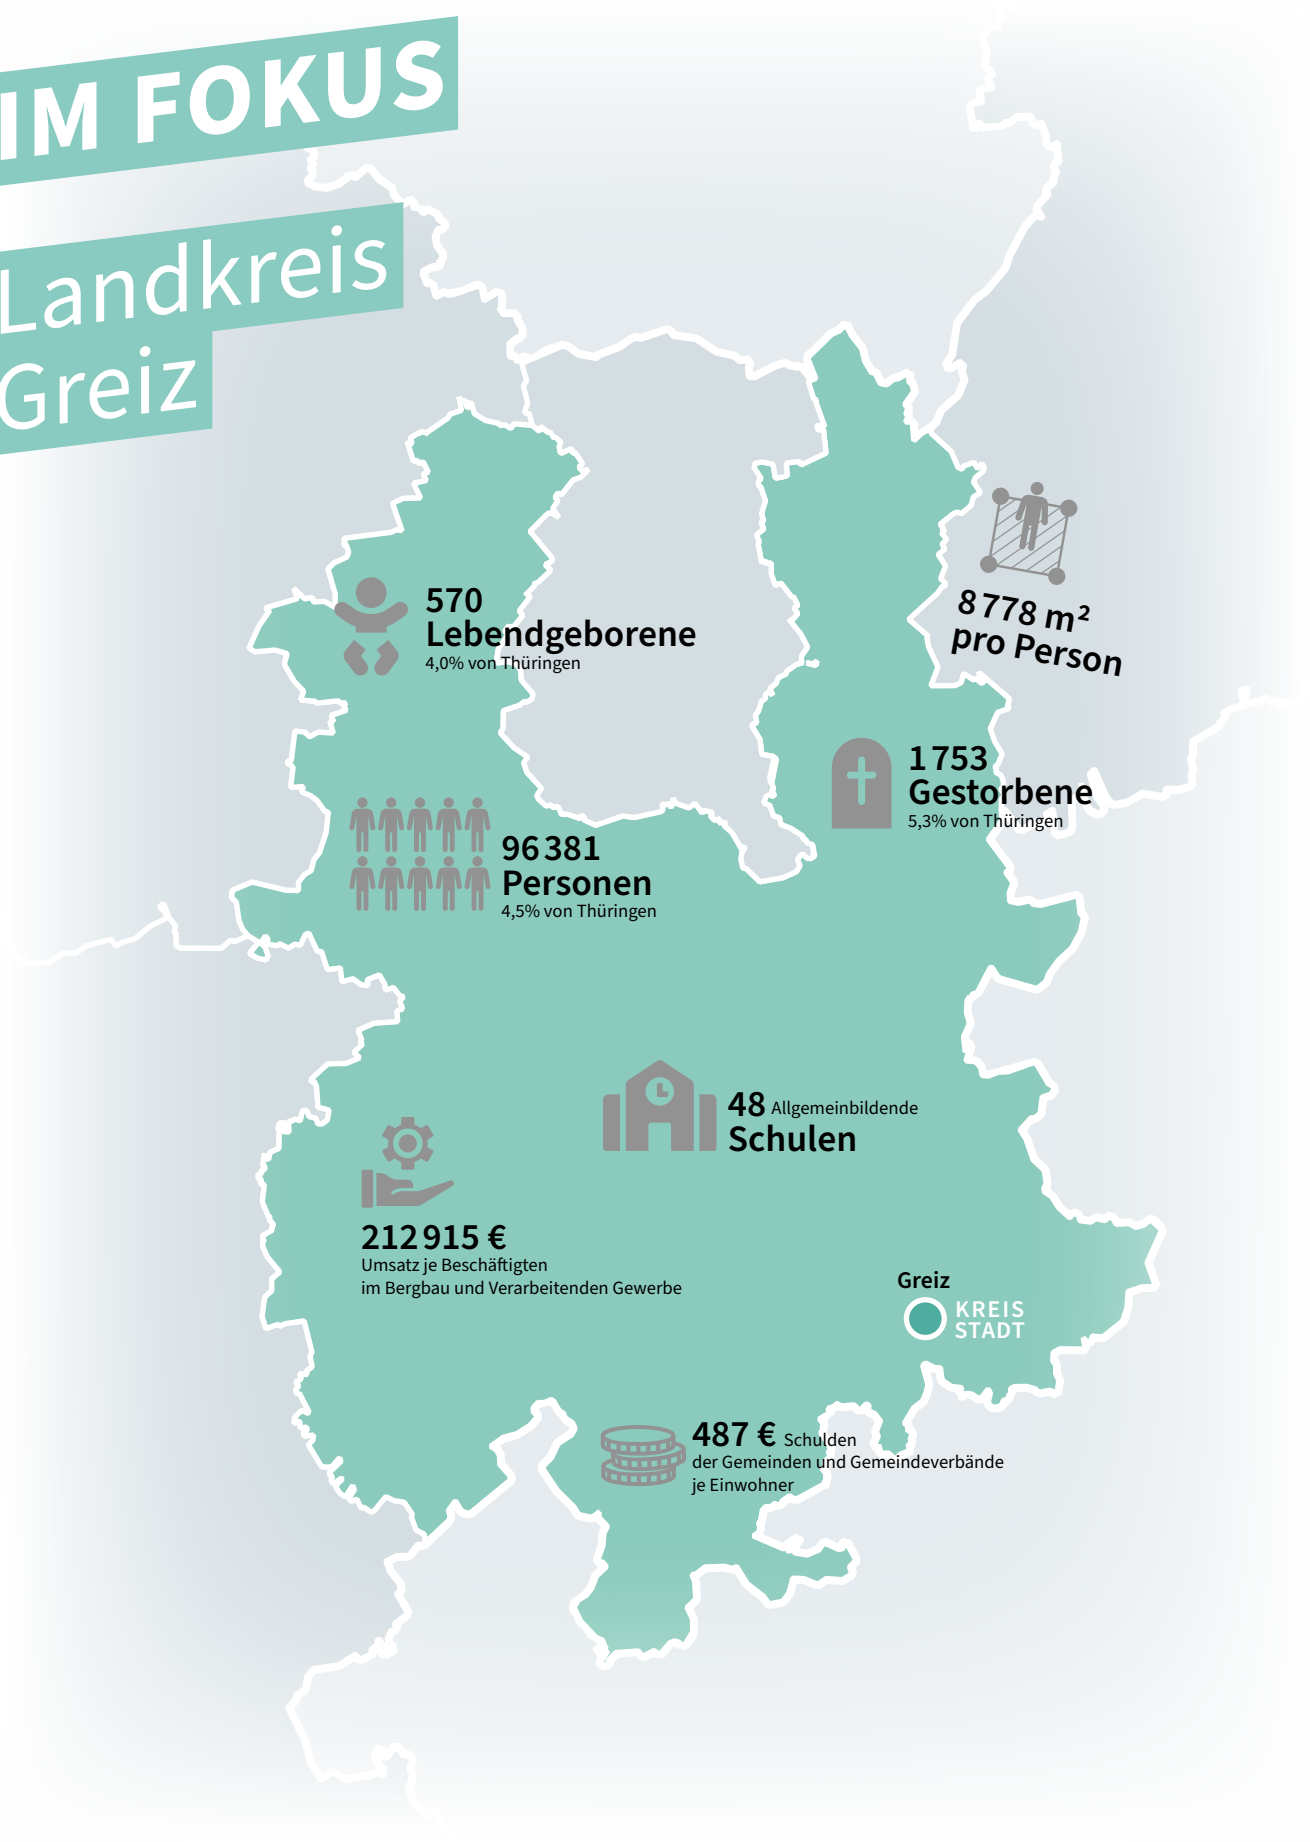 IM FOKUS
Landkreis
Greiz
8 778 m²
pro Person
570
Lebendgeborene
4,0% von Thüringen
1 753
Gestorbene
5,3% von Thüringen
96 381
Personen
4,5% von Thüringen
48 Allgemeinbildende
Schulen
212 915 €
Umsatz je Beschäftigten
im Bergbau und Verarbeitenden Gewerbe
Greiz
KREIS
STADT
487 € Schulden
der Gemeinden und Gemeindeverbände
je Einwohner